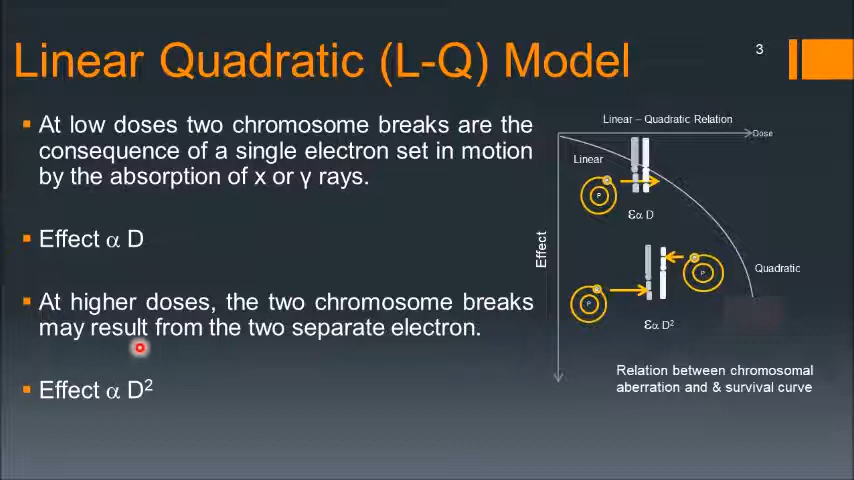 Linear Quadratic (L-Q) Model
3
▪ At low doses two chromosome breaks are the
consequence of a single electron set in motion
by the absorption of x or γ rays.
▪ Effect α D
▪ At higher doses, the two chromosome breaks
may result from the two separate electron.
▪ Effect α D²
Linear – Quadratic Relation
Dose
Linear
P
Ɛα D
Effect
P
Quadratic
P
Ɛα D²
Relation between chromosomal
aberration and & survival curve